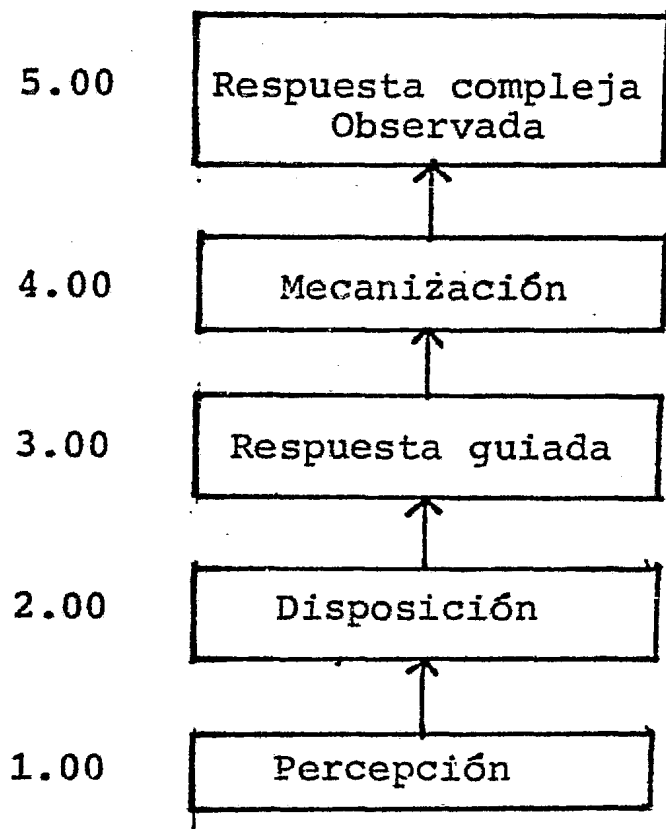 5.00 Respuesta compleja
Observada
4.00 Mecanización
3.00 Respuesta guiada
2.00 Disposición
1.00 Percepción